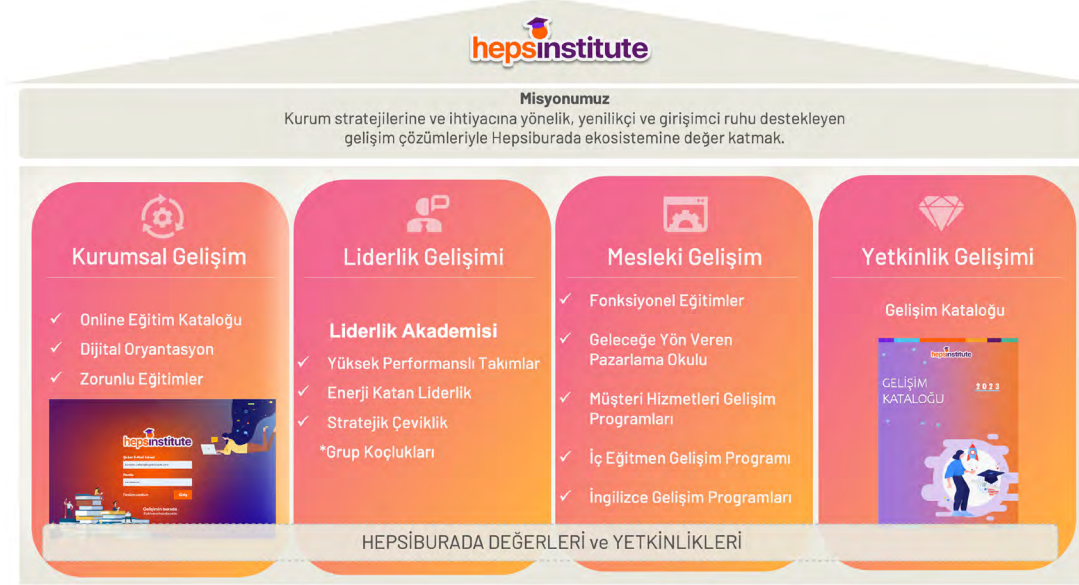 hepsinstitute
Misyonumuz
Kurum stratejilerine ve ihtiyacına yönelik, yenilikçi ve girişimci ruhu destekleyen
gelişim çözümleriyle Hepsiburada ekosistemine değer katmak.
Kurumsal Gelişim
✓ Online Eğitim Kataloğu
✓ Dijital Oryantasyon
✓ Zorunlu Eğitimler
hepsinstitute
Giriş
Liderlik Gelişimi
Liderlik Akademisi
✓ Yüksek Performanslı Takımlar
✓ Enerji Katan Liderlik
✓ Stratejik Çeviklik
*Grup Koçlukları
Mesleki Gelişim
✓ Fonksiyonel Eğitimler
✓ Geleceğe Yön Veren
Pazarlama Okulu
✓ Müşteri Hizmetleri Gelişim
Programları
✓ İç Eğitmen Gelişim Programı
✓ İngilizce Gelişim Programları
Yetkinlik Gelişimi
Gelişim Kataloğu
hepsinstitute
GELİŞİM
KATALOĞU
2023
HEPSİBURADA DEĞERLERİ ve YETKİNLİKLERİ